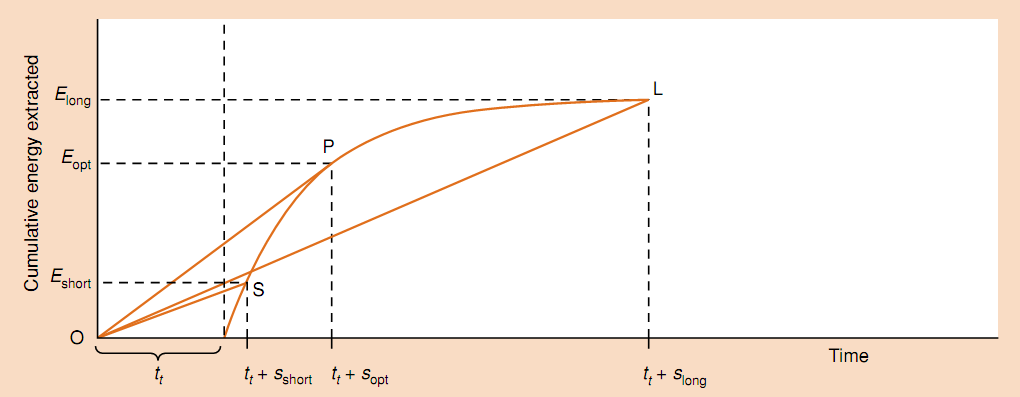 Cumulative energy extracted
E_long
L
P
E_opt
E_short
S
O
Time
t_t
t_t + s_short
t_t + s_opt
t_t + s_long